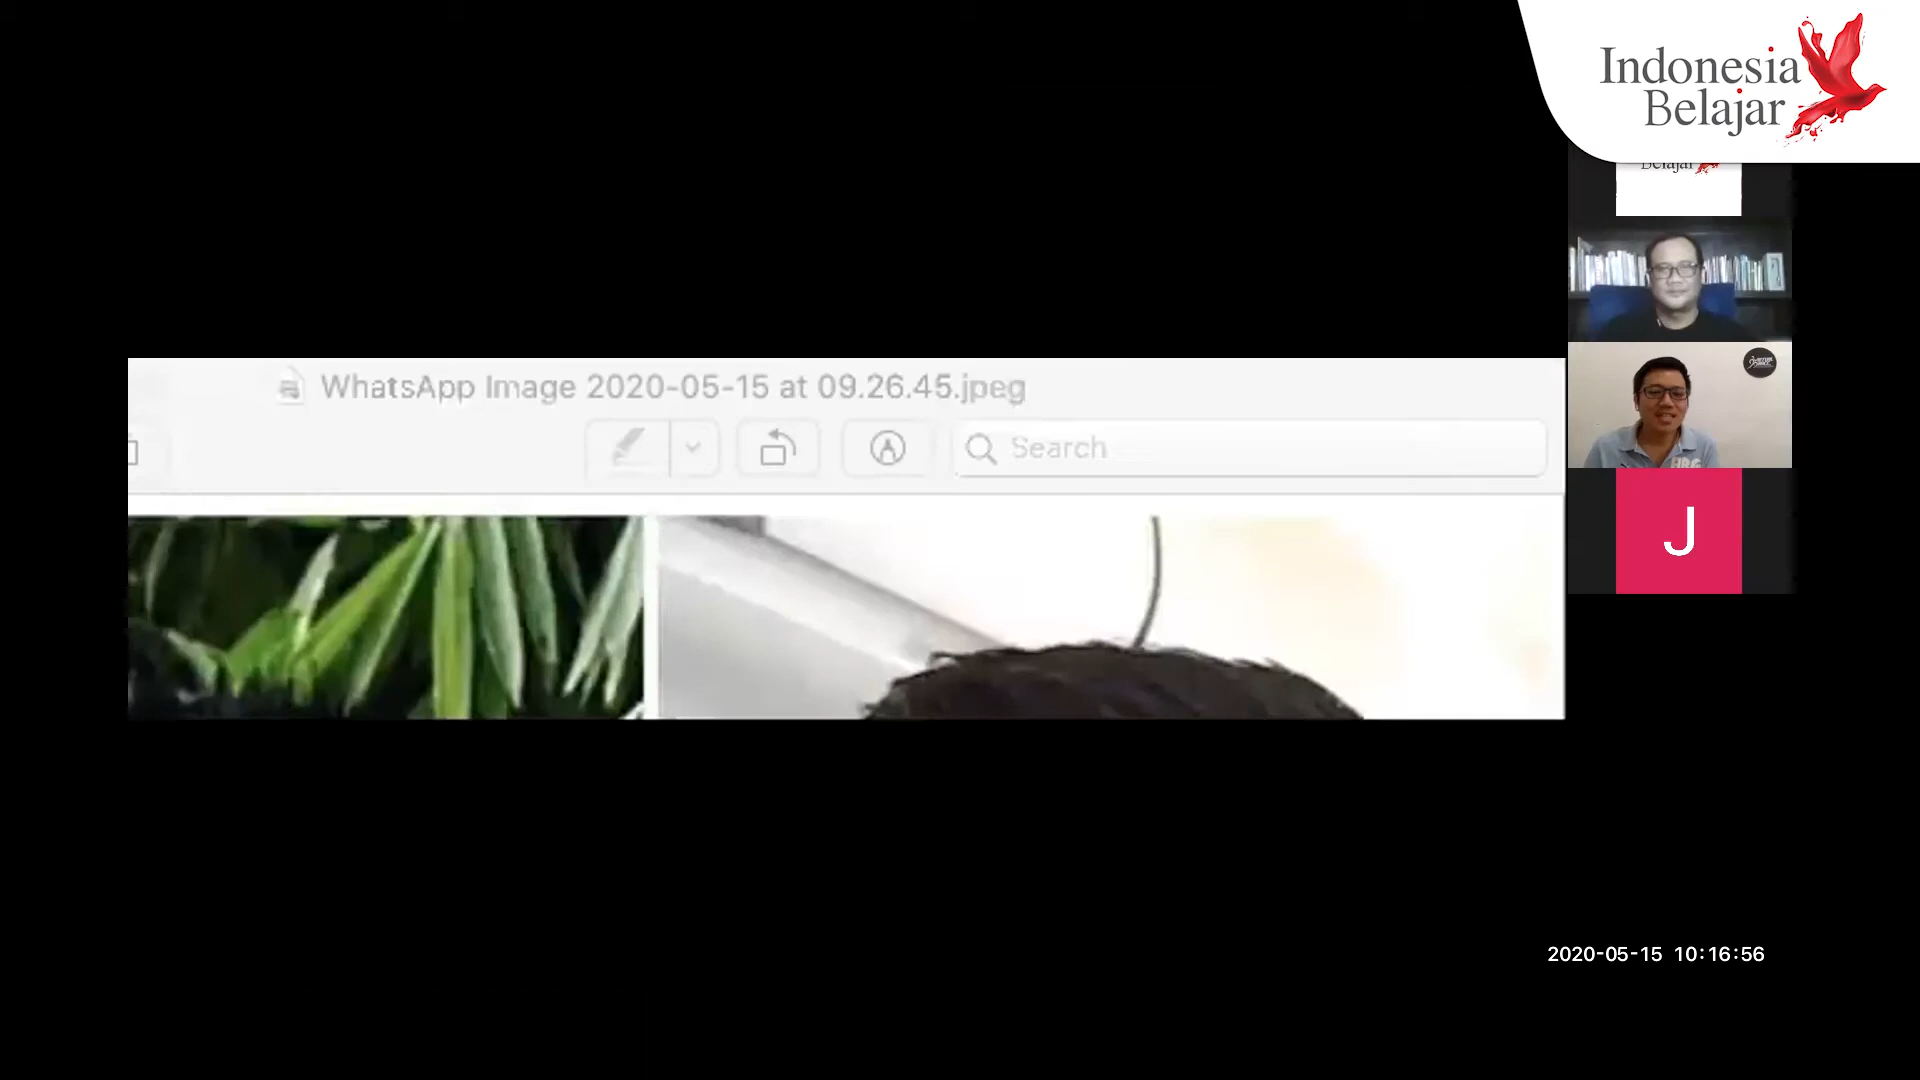 Indonesia
Belajar
Belajar
WhatsApp Image 2020-05-15 at 09.26.45.jpeg
Search
J
2020-05-15 10:16:56